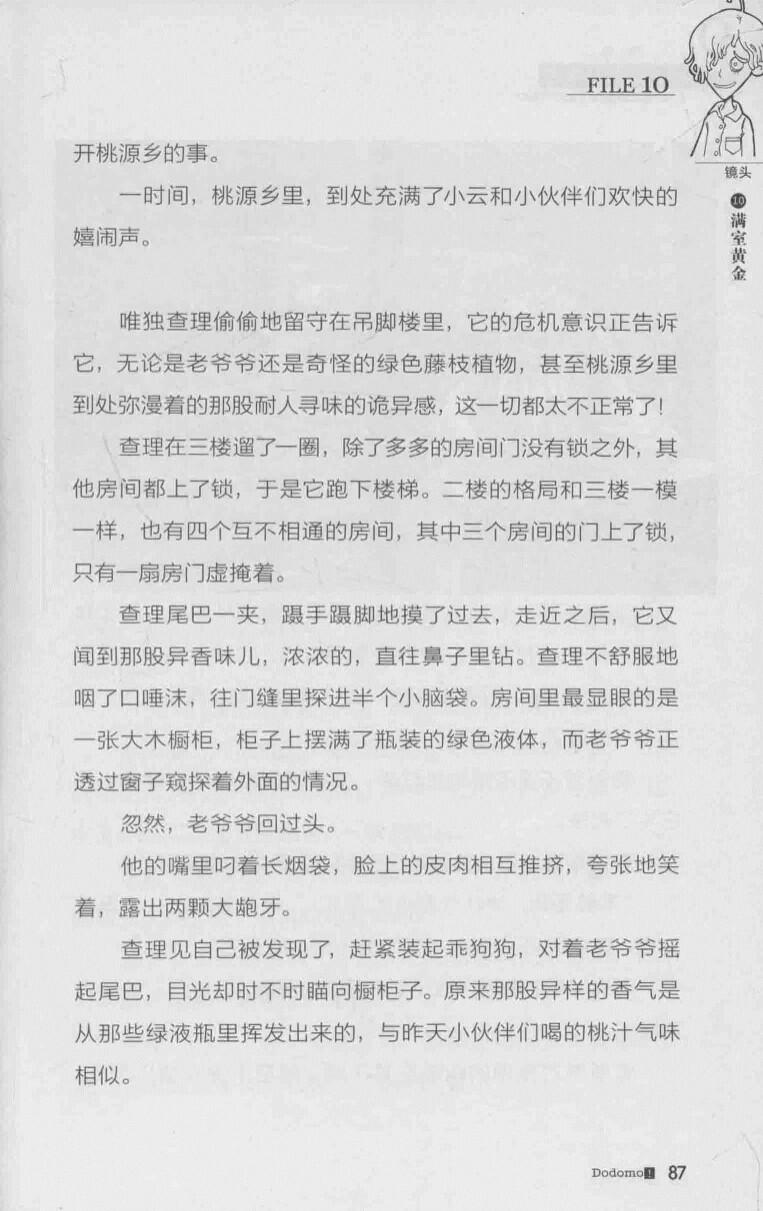 FILE 10
镜头
⑩满室黄金
开桃源乡的事。
一时间，桃源乡里，到处充满了小云和小伙伴们欢快的
嬉闹声。
唯独查理偷偷地留守在吊脚楼里，它的危机意识正告诉
它，无论是老爷爷还是奇怪的绿色藤枝植物，甚至桃源乡里
到处弥漫着的那股耐人寻味的诡异感，这一切都太不正常了！
查理在三楼遛了一圈，除了多多的房间门没有锁之外，其
他房间都上了锁，于是它跑下楼梯。二楼的格局和三楼一模
一样，也有四个互不相通的房间，其中三个房间的门上了锁，
只有一扇房门虚掩着。
查理尾巴一夹，蹑手蹑脚地摸了过去，走近之后，它又
闻到那股异香味儿，浓浓的，直往鼻子里钻。查理不舒服地
咽了口唾沫，往门缝里探进半个小脑袋。房间里最显眼的是
一张大木橱柜，柜子上摆满了瓶装的绿色液体，而老爷爷正
透过窗子窥探着外面的情况。
忽然，老爷爷回过头。
他的嘴里叼着长烟袋，脸上的皮肉相互推挤，夸张地笑
着，露出两颗大龅牙。
查理见自己被发现了，赶紧装起乖狗狗，对着老爷爷摇
起尾巴，目光却时不时瞄向橱柜子。原来那股异样的香气是
从那些绿液瓶里挥发出来的，与昨天小伙伴们喝的桃汁气味
相似。
Dodomo! 87